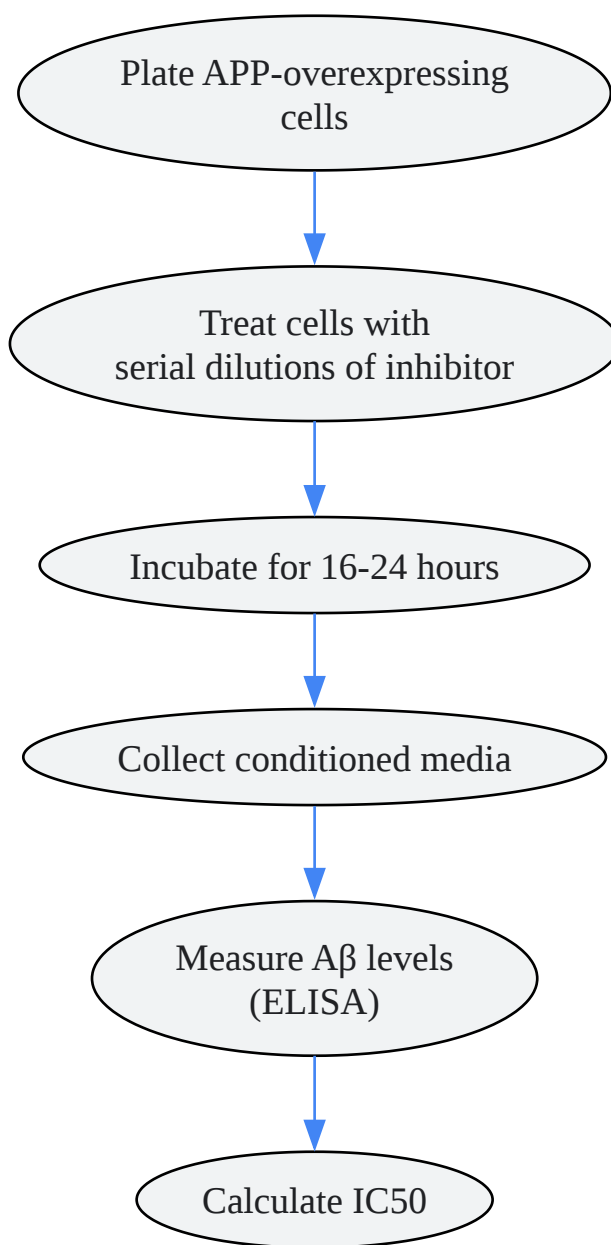 Plate APP-overexpressing
cells
Treat cells with
serial dilutions of inhibitor
Incubate for 16-24 hours
Collect conditioned media
Measure Aβ levels
(ELISA)
Calculate IC50